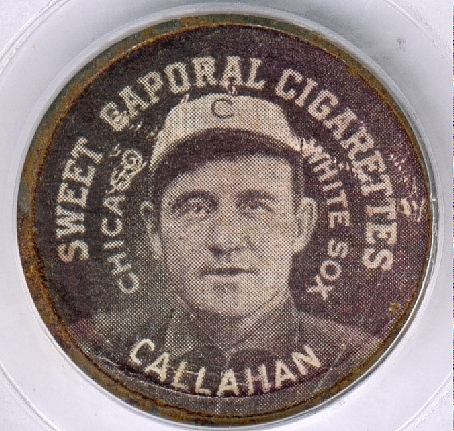 SWEET CAPORAL CIGARETTES
CHICAGO
WHITE SOX
C
CALLAHAN